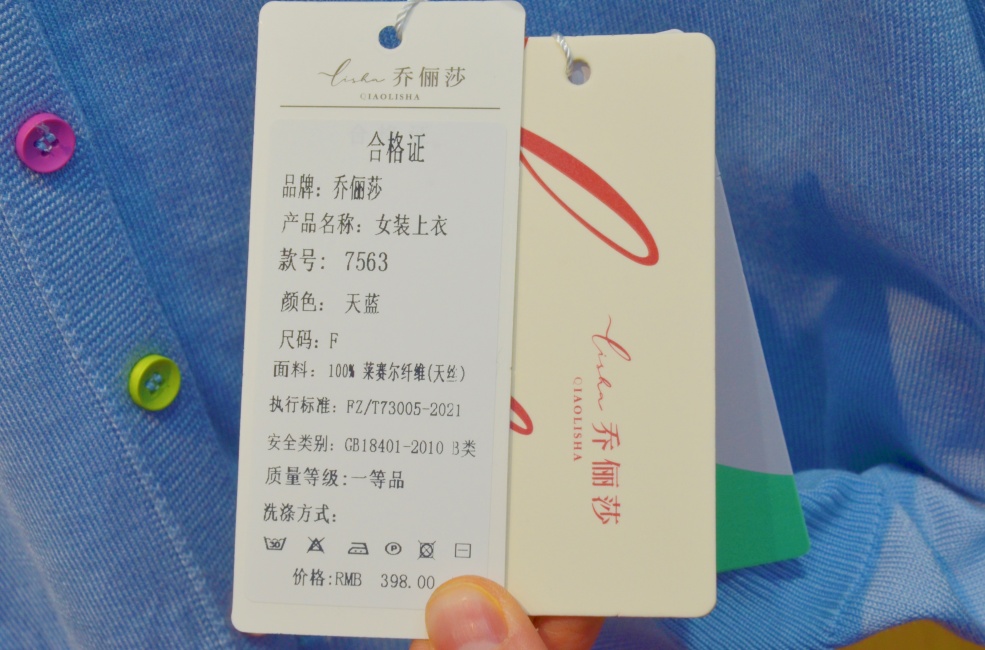 lisha 乔俪莎
QIAOLISHA
合格证
品牌：乔俪莎
产品名称：女装上衣
款号：7563
颜色：天蓝
尺码：F
面料：100% 莱赛尔纤维(天丝)
执行标准：FZ/T73005-2021
安全类别：GB18401-2010 B类
质量等级:一等品
洗涤方式：
30
P
价格:RMB 398.00
lisha 乔俪莎
QIAOLISHA